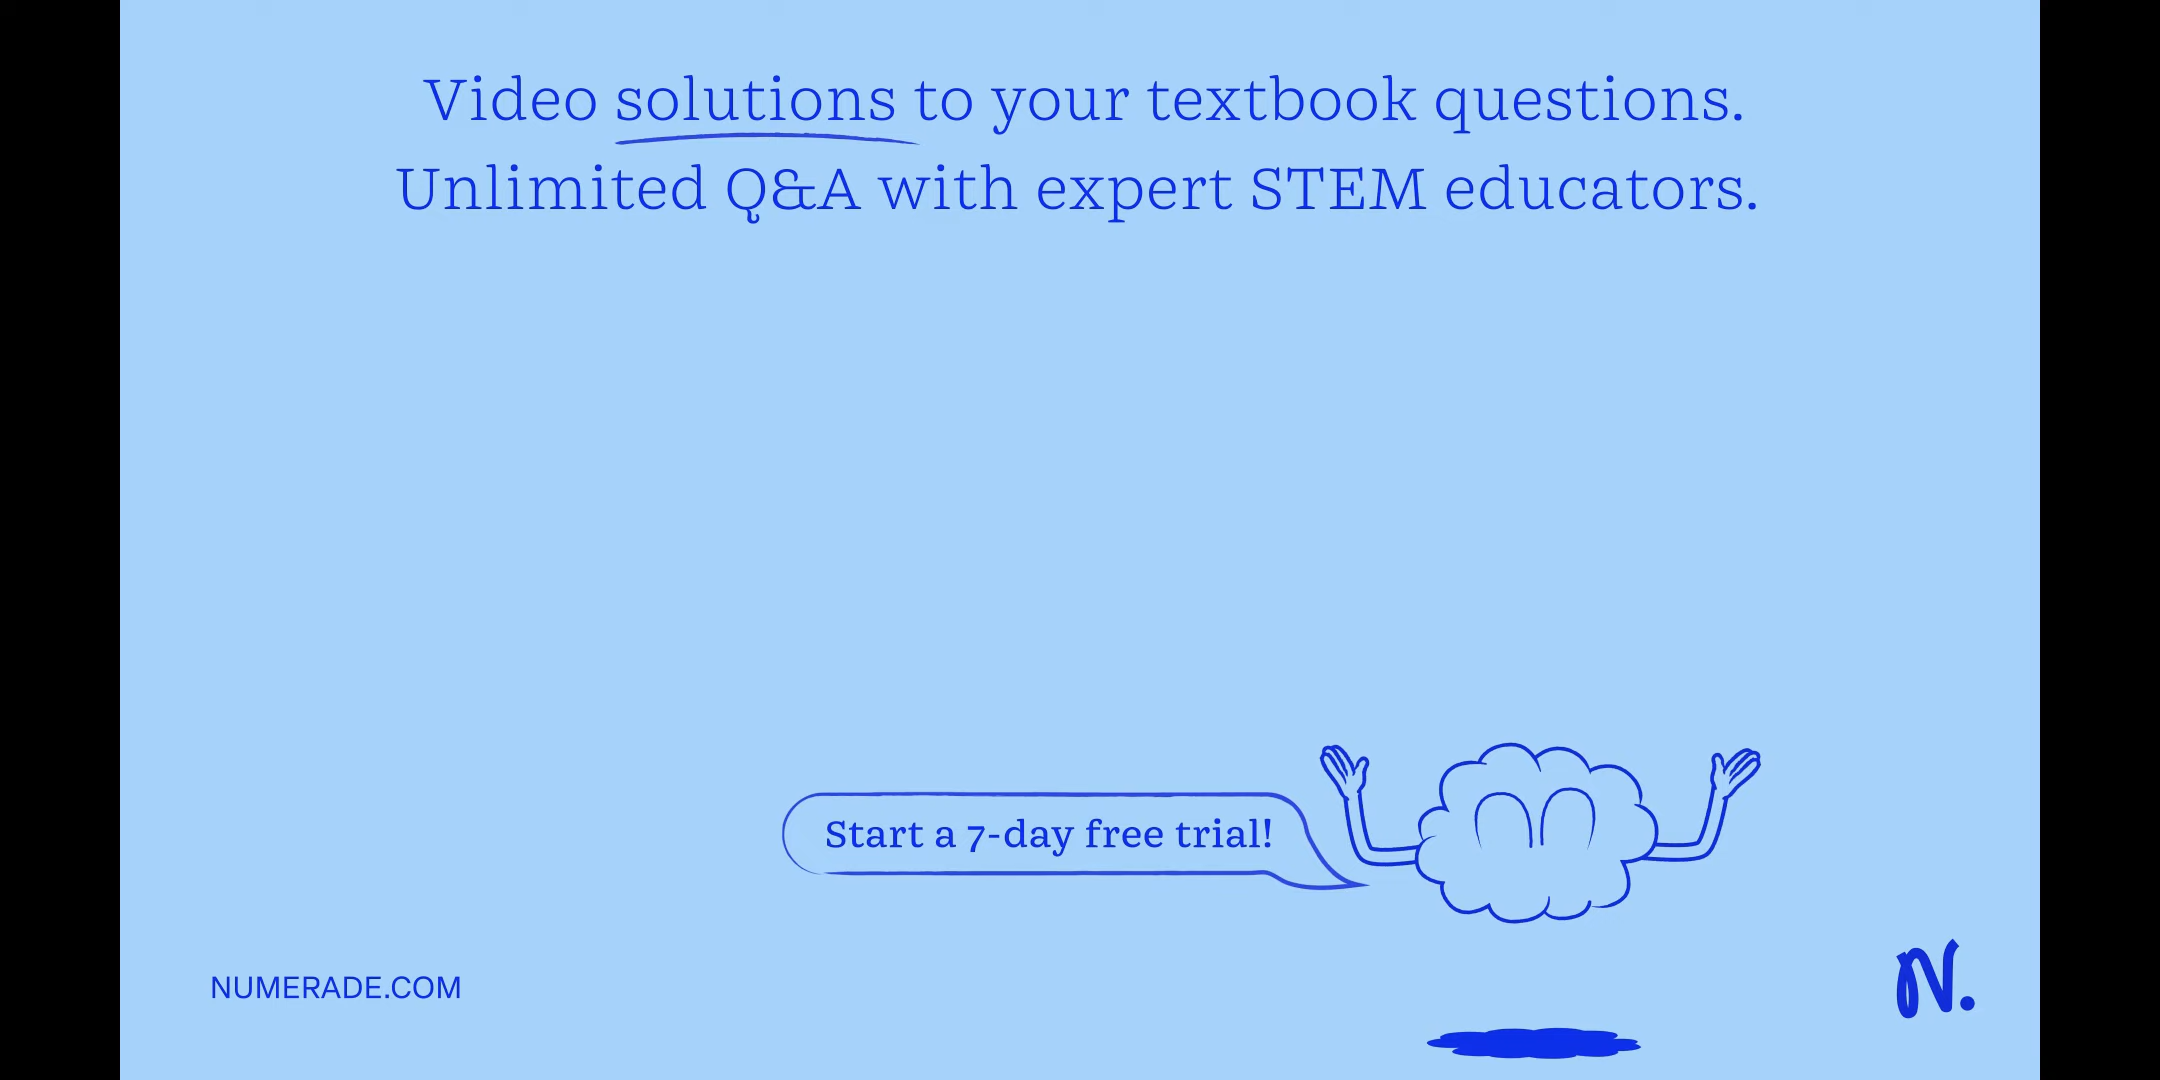 Video solutions to your textbook questions.
Unlimited Q&A with expert STEM educators.
Start a 7-day free trial!
NUMERADE.COM
N.